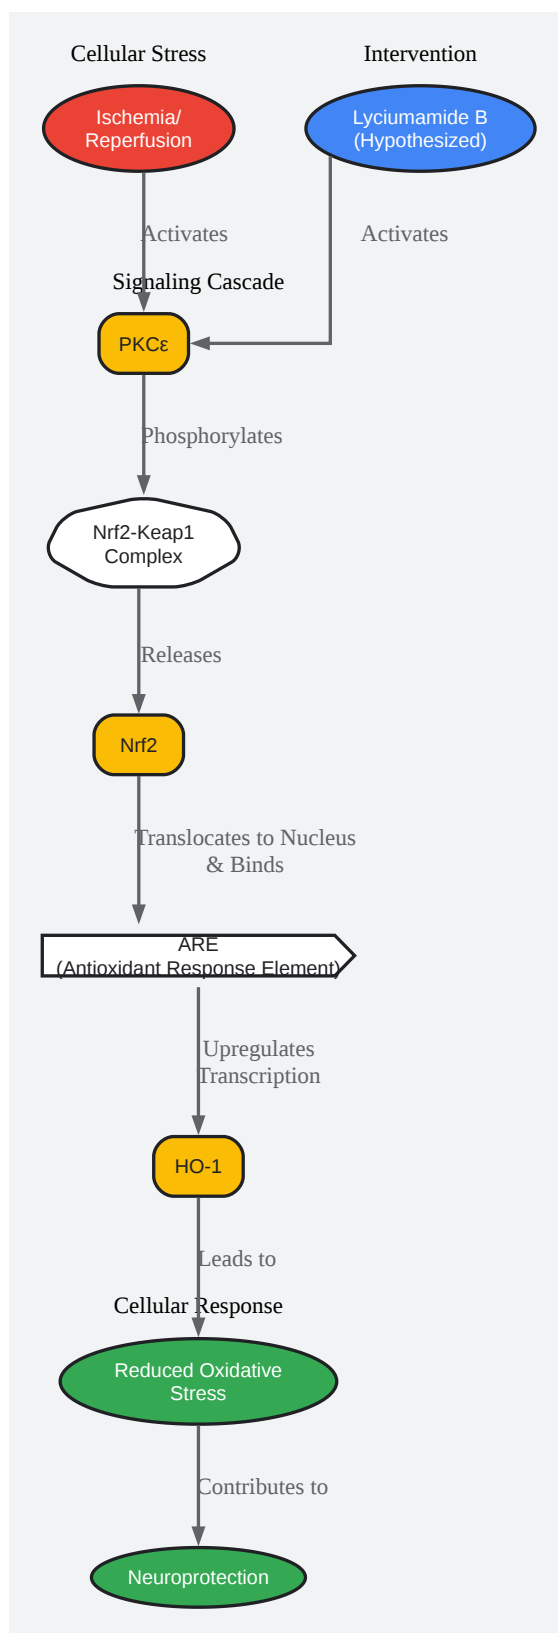 Cellular Stress
Intervention
Ischemia/
Reperfusion
Lyciumamide B
(Hypothesized)
Activates
Activates
Signaling Cascade
PKCε
Phosphorylates
Nrf2-Keap1
Complex
Releases
Nrf2
Translocates to Nucleus
& Binds
ARE
(Antioxidant Response Element)
Upregulates
Transcription
HO-1
Leads to
Cellular Response
Reduced Oxidative
Stress
Contributes to
Neuroprotection